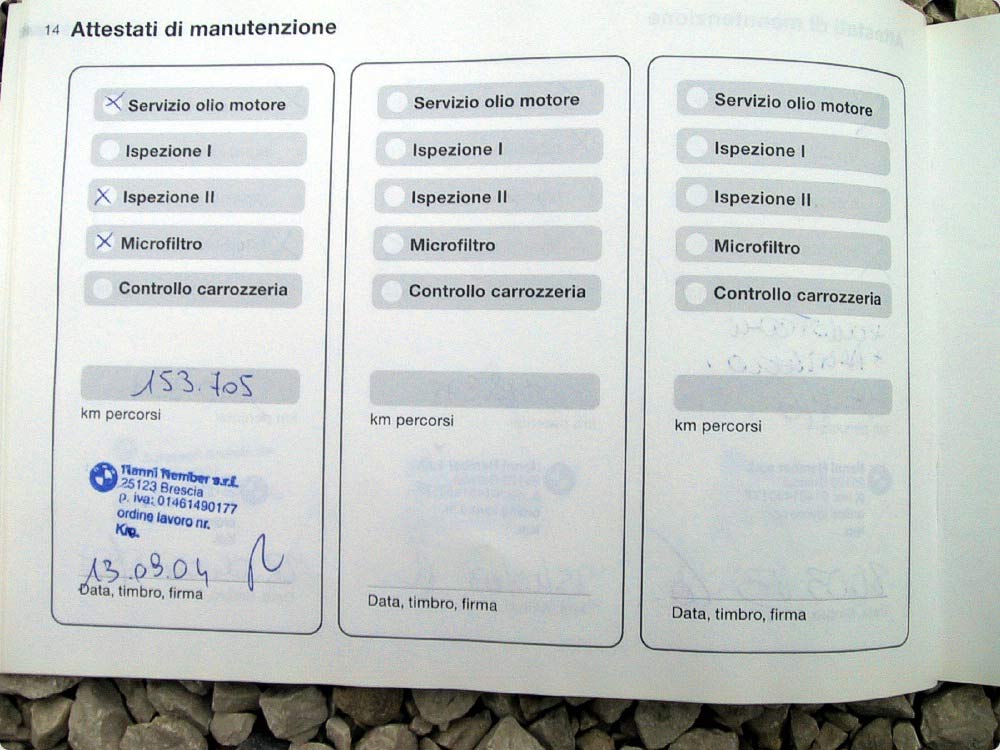 14 Attestati di manutenzione
Servizio olio motore
Ispezione I
Ispezione II
Microfiltro
Controllo carrozzeria
153.705
km percorsi
Nanni Nember s.r.l.
25123 Brescia
p. iva: 01461490177
ordine lavoro nr.
Km.
13.09.04
Data, timbro, firma
Servizio olio motore
Ispezione I
Ispezione II
Microfiltro
Controllo carrozzeria
km percorsi
Data, timbro, firma
Servizio olio motore
Ispezione I
Ispezione II
Microfiltro
Controllo carrozzeria
km percorsi
Data, timbro, firma